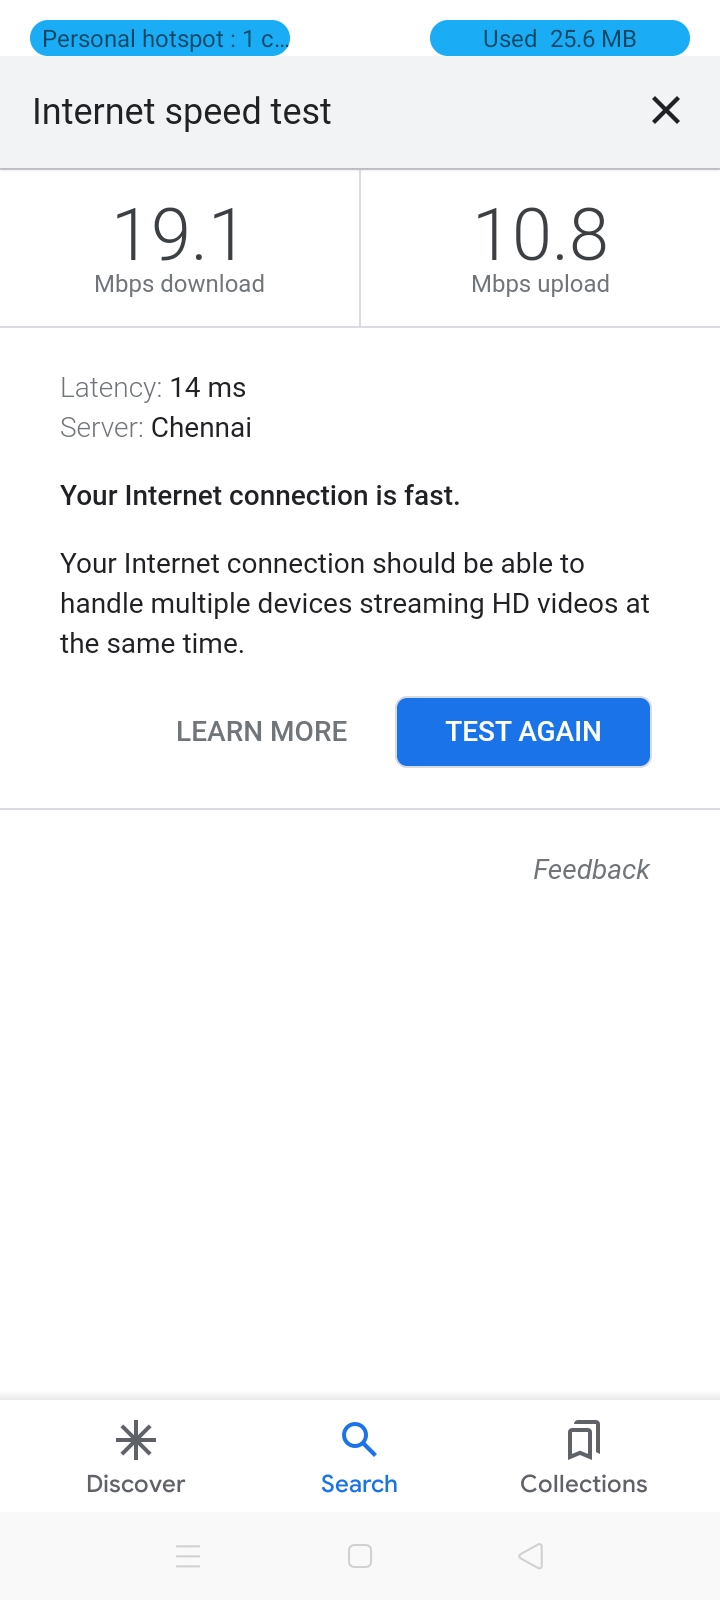 Personal hotspot : 1 c...
Used 25.6 MB
Internet speed test
19.1
Mbps download
10.8
Mbps upload
Latency: 14 ms
Server: Chennai
Your Internet connection is fast.
Your Internet connection should be able to
handle multiple devices streaming HD videos at
the same time.
LEARN MORE
TEST AGAIN
Feedback
Discover
Search
Collections